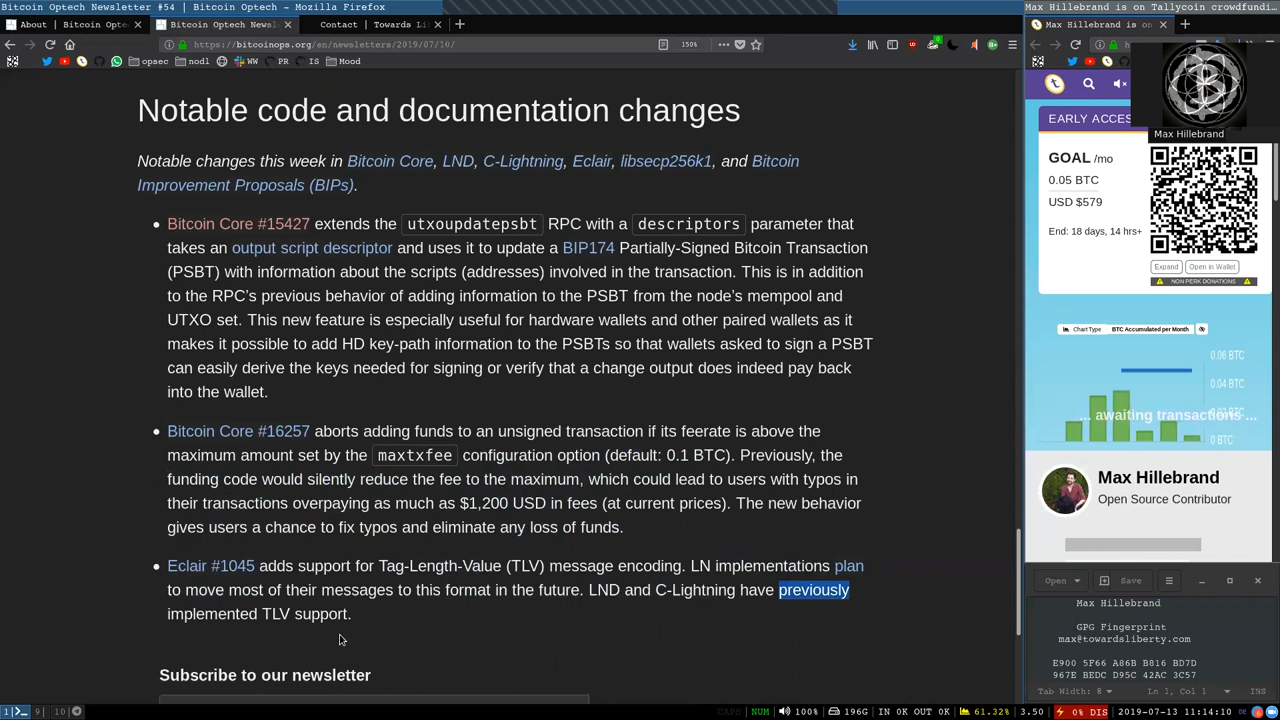 Bitcoin Optech Newsletter #54 | Bitcoin Optech - Mozilla Firefox
About | Bitcoin Optech
Bitcoin Optech Newsl
Contact | Towards Lib
https://bitcoinops.org/en/newsletters/2019/07/10/
150%
opsec
nodl
WW
PR
IS
Mood
Notable code and documentation changes
Notable changes this week in Bitcoin Core, LND, C-Lightning, Eclair, libsecp256k1, and Bitcoin
Improvement Proposals (BIPs).
Bitcoin Core #15427 extends the utxoupdatepsbt RPC with a descriptors parameter that
takes an output script descriptor and uses it to update a BIP174 Partially-Signed Bitcoin Transaction
(PSBT) with information about the scripts (addresses) involved in the transaction. This is in addition
to the RPC's previous behavior of adding information to the PSBT from the node's mempool and
UTXO set. This new feature is especially useful for hardware wallets and other paired wallets as it
makes it possible to add HD key-path information to the PSBTs so that wallets asked to sign a PSBT
can easily derive the keys needed for signing or verify that a change output does indeed pay back
into the wallet.
Bitcoin Core #16257 aborts adding funds to an unsigned transaction if its feerate is above the
maximum amount set by the maxtxfee configuration option (default: 0.1 BTC). Previously, the
funding code would silently reduce the fee to the maximum, which could lead to users with typos in
their transactions overpaying as much as $1,200 USD in fees (at current prices). The new behavior
gives users a chance to fix typos and eliminate any loss of funds.
Eclair #1045 adds support for Tag-Length-Value (TLV) message encoding. LN implementations plan
to move most of their messages to this format in the future. LND and C-Lightning have previously
implemented TLV support.
Subscribe to our newsletter
Max Hillebrand is on Tallycoin crowdfundi...
Max Hillebrand is on
EARLY ACCES
Max Hillebrand
GOAL /mo
0.05 BTC
USD $579
End: 18 days, 14 hrs+
Expand
Open in Wallet
NON PERK DONATIONS
Chart Type BTC Accumulated per Month
0.06 BTC
0.04 BTC
... awaiting transactions ...
0 BTC
Max Hillebrand
Open Source Contributor
Open
Save
Max Hillebrand
GPG Fingerprint
max@towardsliberty.com
E900 5F66 A86B B816 BD7D
967E BEDC D95C 42AC 3C57
Tab Width: 8
Ln 1, Col 1
INS
1
9
10
CAPS
NUM
100%
196G
IN 0K OUT 0K
61.32%
3.50
0% DIS
2019-07-13 11:14:10